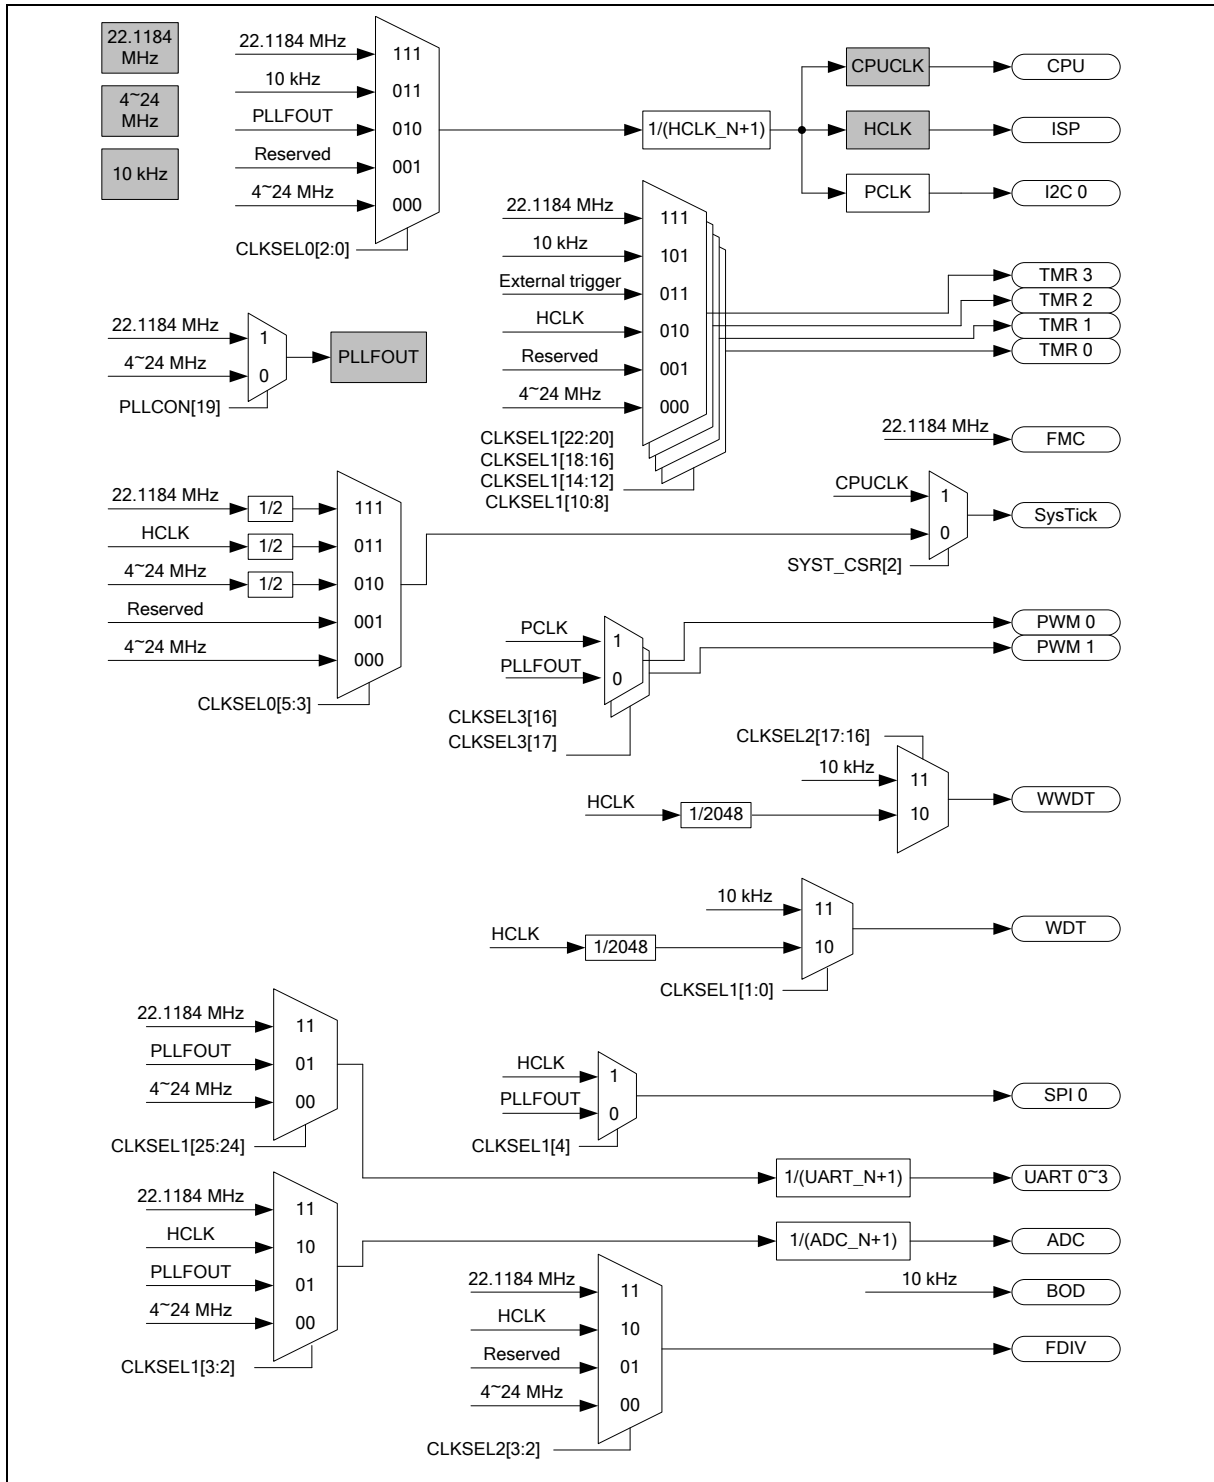 22.1184
MHz
4~24
MHz
10 kHz
22.1184 MHz
10 kHz
PLLFOUT
Reserved
4~24 MHz
111
011
010
001
000
CLKSEL0[2:0]
1/(HCLK_N+1)
CPUCLK
HCLK
PCLK
CPU
ISP
I2C 0
22.1184 MHz
10 kHz
External trigger
HCLK
Reserved
4~24 MHz
111
101
011
010
001
000
CLKSEL1[22:20]
CLKSEL1[18:16]
CLKSEL1[14:12]
CLKSEL1[10:8]
TMR 3
TMR 2
TMR 1
TMR 0
22.1184 MHz
4~24 MHz
1
0
PLLCON[19]
PLLFOUT
22.1184 MHz
FMC
22.1184 MHz
HCLK
4~24 MHz
Reserved
4~24 MHz
1/2
1/2
1/2
111
011
010
001
000
CLKSEL0[5:3]
CPUCLK
1
0
SYST_CSR[2]
SysTick
PCLK
PLLFOUT
1
0
CLKSEL3[16]
CLKSEL3[17]
PWM 0
PWM 1
CLKSEL2[17:16]
10 kHz
HCLK
1/2048
11
10
WWDT
10 kHz
HCLK
1/2048
11
10
CLKSEL1[1:0]
WDT
22.1184 MHz
PLLFOUT
4~24 MHz
11
01
00
CLKSEL1[25:24]
HCLK
PLLFOUT
1
0
CLKSEL1[4]
SPI 0
1/(UART_N+1)
UART 0~3
22.1184 MHz
HCLK
PLLFOUT
4~24 MHz
11
10
01
00
CLKSEL1[3:2]
1/(ADC_N+1)
ADC
10 kHz
BOD
22.1184 MHz
HCLK
Reserved
4~24 MHz
11
10
01
00
CLKSEL2[3:2]
FDIV